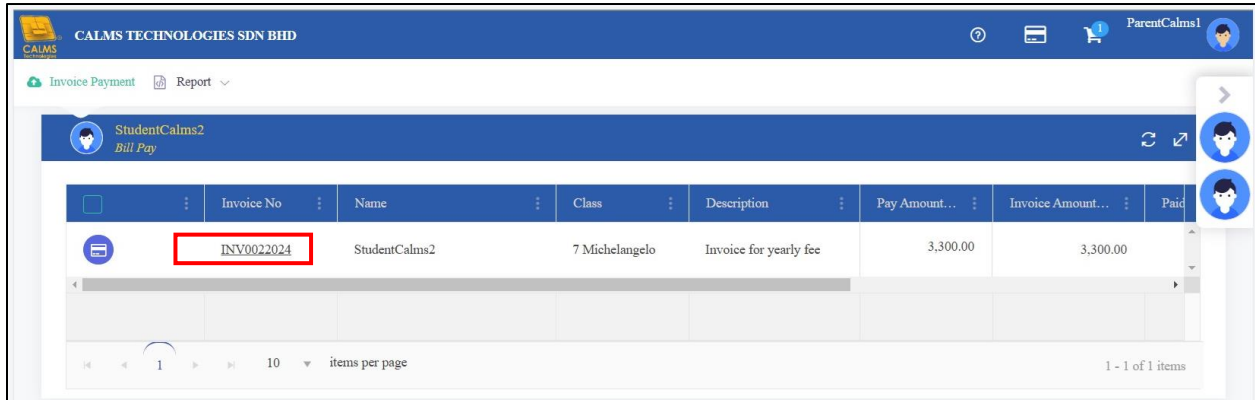 CALMS TECHNOLOGIES SDN BHD
1
ParentCalms1
CALMS
Technologies
Invoice Payment Report
StudentCalms2
Bill Pay
Invoice No Name Class Description Pay Amount... Invoice Amount... Paid
INV0022024 StudentCalms2 7 Michelangelo Invoice for yearly fee 3,300.00 3,300.00
1 10 items per page 1 - 1 of 1 items